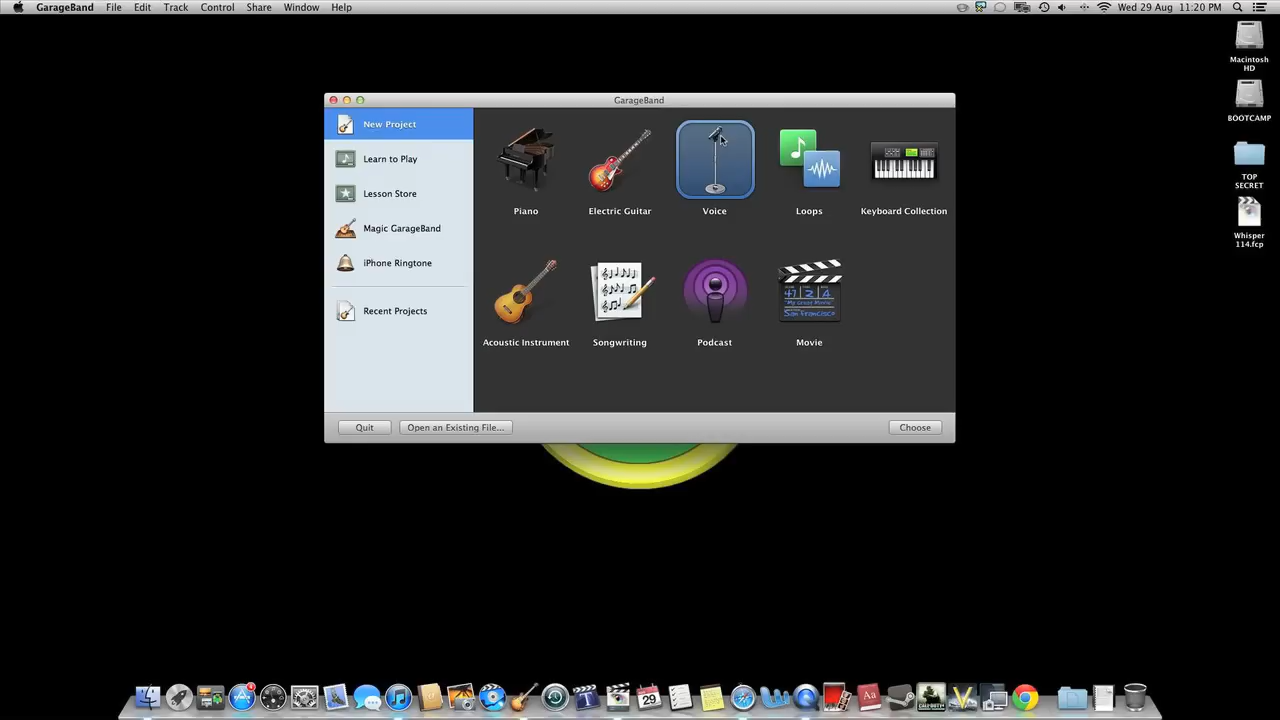 GarageBand File Edit Track Control Share Window Help
Wed 29 Aug 11:20 PM
Macintosh
HD
BOOTCAMP
TOP
SECRET
Whisper
114.fcp
GarageBand
New Project
Learn to Play
Lesson Store
Magic GarageBand
iPhone Ringtone
Recent Projects
Piano
Electric Guitar
Voice
Loops
Keyboard Collection
Acoustic Instrument
Songwriting
Podcast
Movie
Quit
Open an Existing File...
Choose